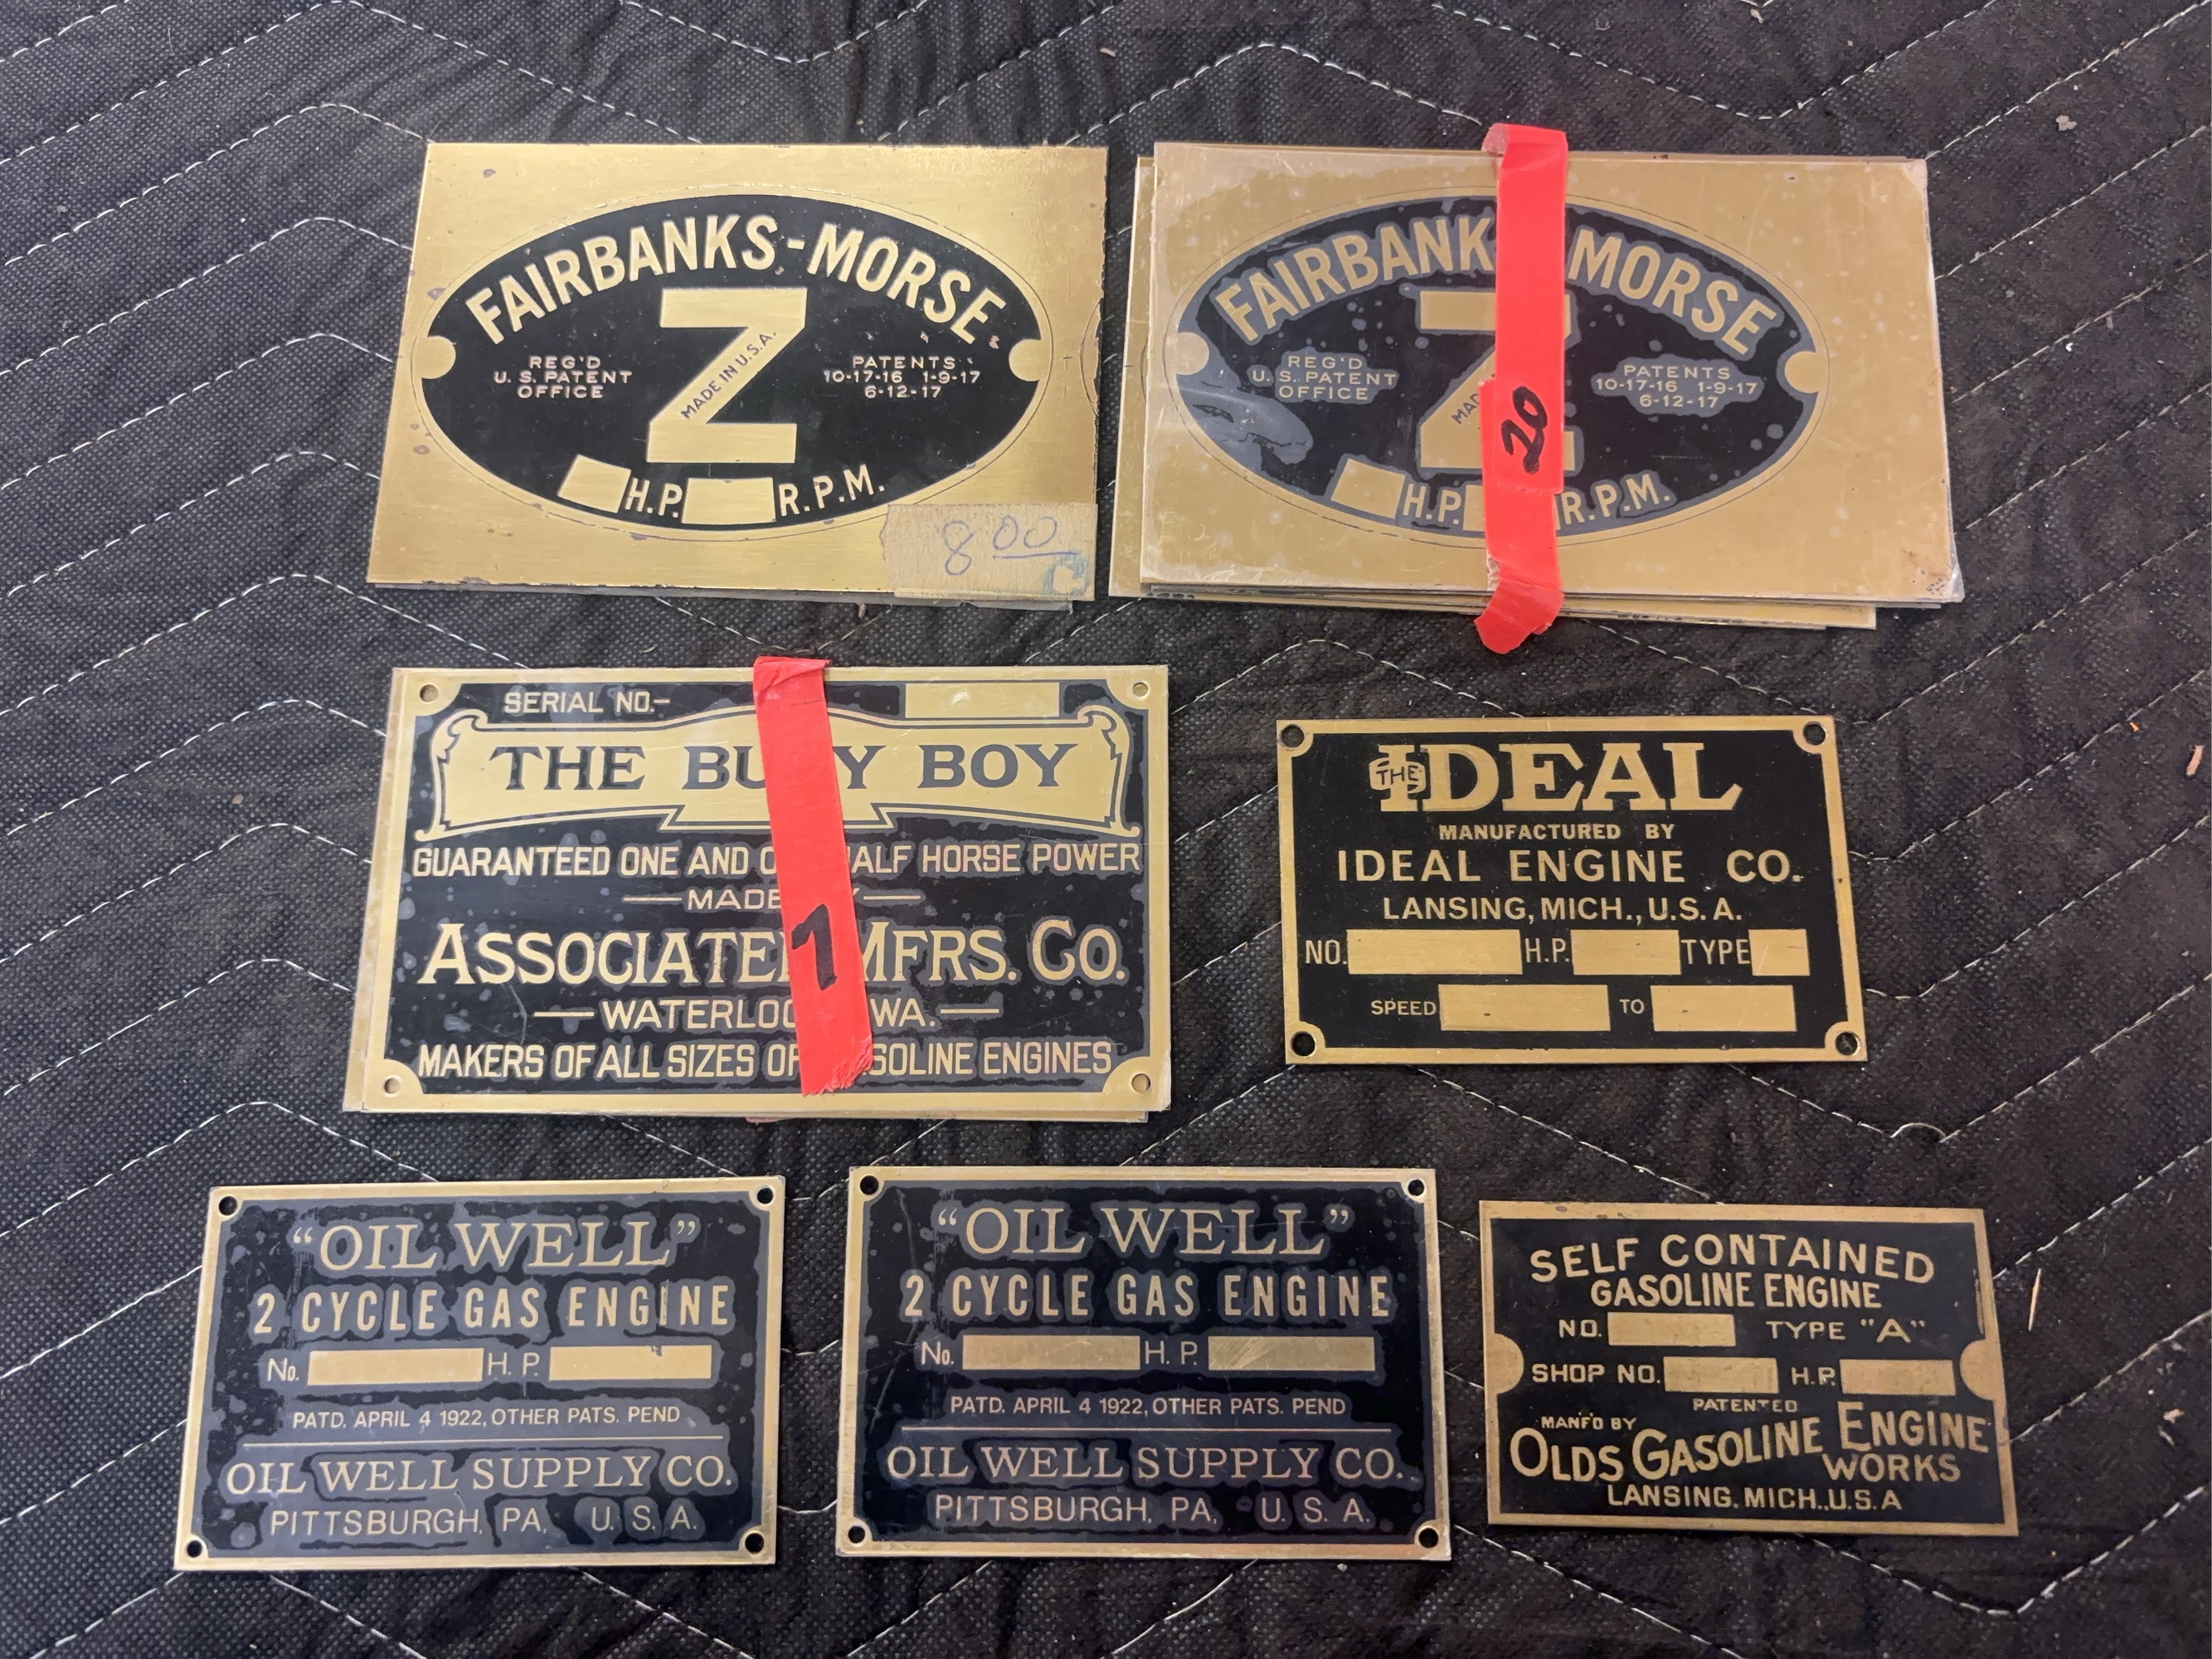 FAIRBANKS-MORSE
Z
MADE IN U.S.A.
REG'D
U.S. PATENT
OFFICE
PATENTS
10-17-16 1-9-17
6-12-17
H.P. R.P.M.
8 00
FAIRBANK MORSE
Z
MAD
REG'D
U.S. PATENT
OFFICE
PATENTS
10-17-16 1-9-17
6-12-17
H.P. R.P.M.
20
SERIAL NO.-
THE BU Y BOY
GUARANTEED ONE AND O HALF HORSE POWER
MADE
ASSOCIATED MFRS. CO.
WATERLOO WA.
MAKERS OF ALL SIZES OF SOLINE ENGINES
7
THE IDEAL
MANUFACTURED BY
IDEAL ENGINE CO.
LANSING, MICH., U.S.A.
NO. H.P. TYPE
SPEED TO
"OIL WELL"
2 CYCLE GAS ENGINE
No. H.P.
PATD. APRIL 4 1922, OTHER PATS. PEND
OIL WELL SUPPLY CO.
PITTSBURGH, PA, U.S.A.
"OIL WELL"
2 CYCLE GAS ENGINE
No. H.P.
PATD. APRIL 4 1922, OTHER PATS. PEND
OIL WELL SUPPLY CO.
PITTSBURGH, PA, U.S.A.
SELF CONTAINED
GASOLINE ENGINE
NO. TYPE "A"
SHOP NO. H.P.
PATENTED
MANF'D BY
OLDS GASOLINE ENGINE
WORKS
LANSING, MICH., U.S.A